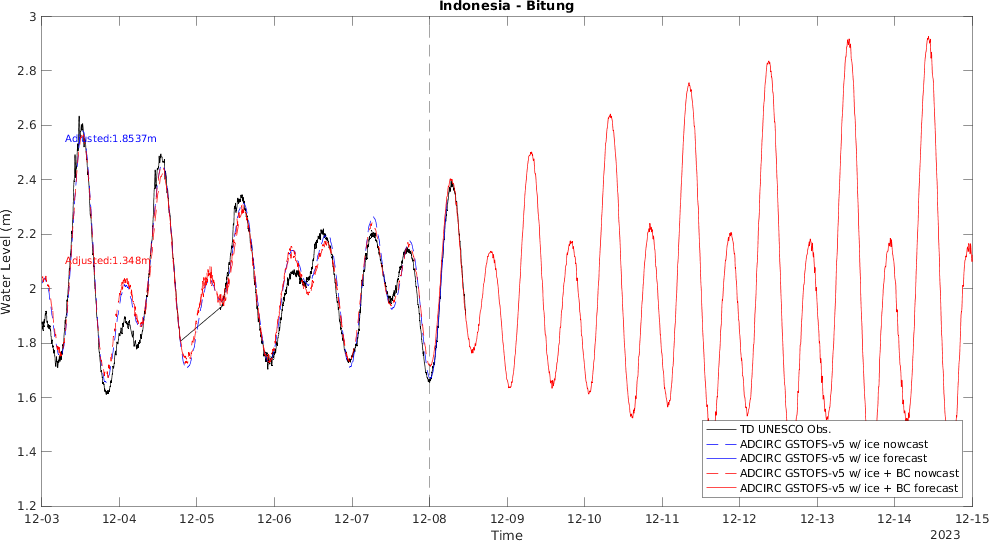 Indonesia - Bitung
Water Level (m)
3
2.8
2.6
2.4
2.2
2
1.8
1.6
1.4
1.2
Adjusted:1.8537m
Adjusted:1.348m
TD UNESCO Obs.
ADCIRC GSTOFS-v5 w/ ice nowcast
ADCIRC GSTOFS-v5 w/ ice forecast
ADCIRC GSTOFS-v5 w/ ice + BC nowcast
ADCIRC GSTOFS-v5 w/ ice + BC forecast
12-03 12-04 12-05 12-06 12-07 12-08 12-09 12-10 12-11 12-12 12-13 12-14 12-15
Time
2023